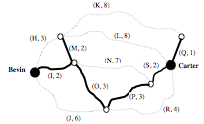 (K, 8)
(H, 3)
(L, 8)
(M, 2)
(Q, 1)
(N, 7)
(S, 2)
Bevin
(I, 2)
Carter
(O, 3)
(P, 3)
(J, 6)
(R, 4)